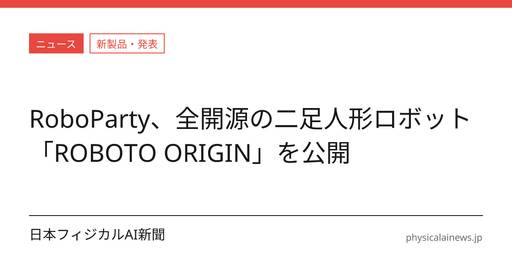 ニュース 新製品・発表
RoboParty、全開源の二足人形ロボット
「ROBOTO ORIGIN」を公開
日本フィジカルAI新聞 physicalainews.jp